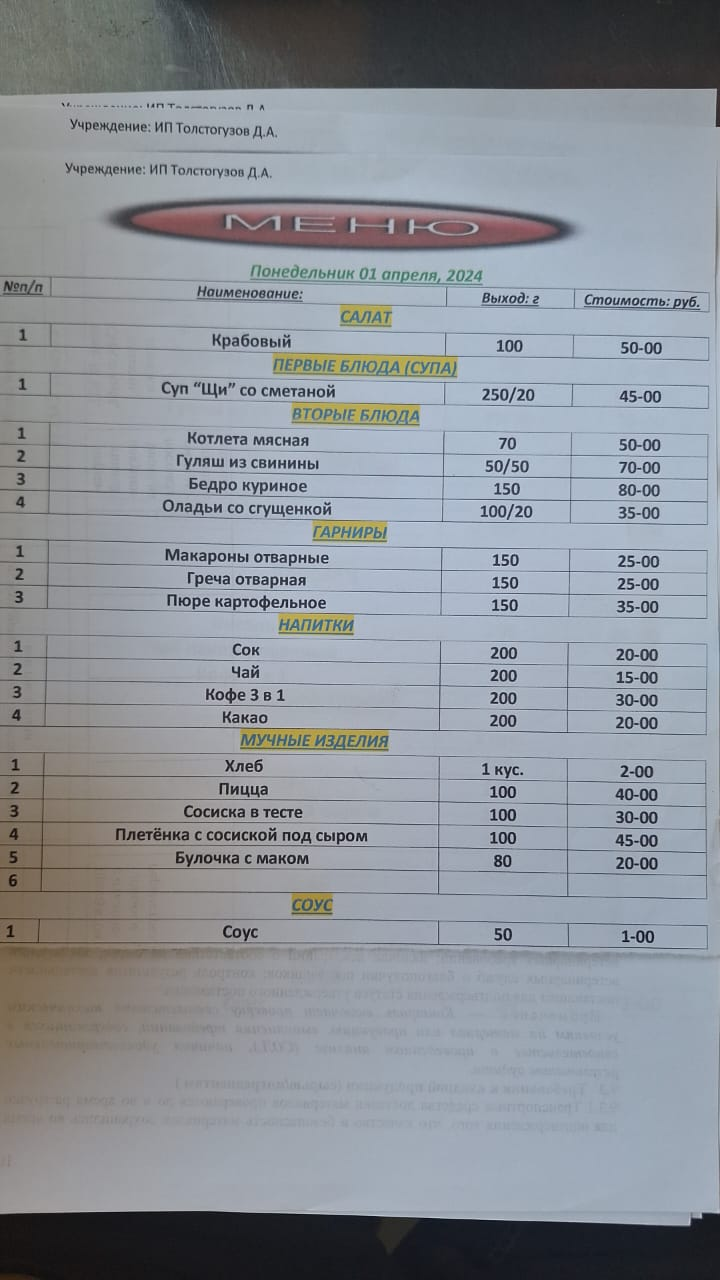 Учреждение: ИП Толстогузов Д.А.
Учреждение: ИП Толстогузов Д.А.
Учреждение: ИП Толстогузов Д.А.
МЕНЮ
Понедельник 01 апреля, 2024
№п/п Наименование: Выход: г Стоимость: руб.
САЛАТ
1 Крабовый 100 50-00
ПЕРВЫЕ БЛЮДА (СУПА)
1 Суп “Щи” со сметаной 250/20 45-00
ВТОРЫЕ БЛЮДА
1 Котлета мясная 70 50-00
2 Гуляш из свинины 50/50 70-00
3 Бедро куриное 150 80-00
4 Оладьи со сгущенкой 100/20 35-00
ГАРНИРЫ
1 Макароны отварные 150 25-00
2 Греча отварная 150 25-00
3 Пюре картофельное 150 35-00
НАПИТКИ
1 Сок 200 20-00
2 Чай 200 15-00
3 Кофе 3 в 1 200 30-00
4 Какао 200 20-00
МУЧНЫЕ ИЗДЕЛИЯ
1 Хлеб 1 кус. 2-00
2 Пицца 100 40-00
3 Сосиска в тесте 100 30-00
4 Плетёнка с сосиской под сыром 100 45-00
5 Булочка с маком 80 20-00
6
СОУС
1 Соус 50 1-00